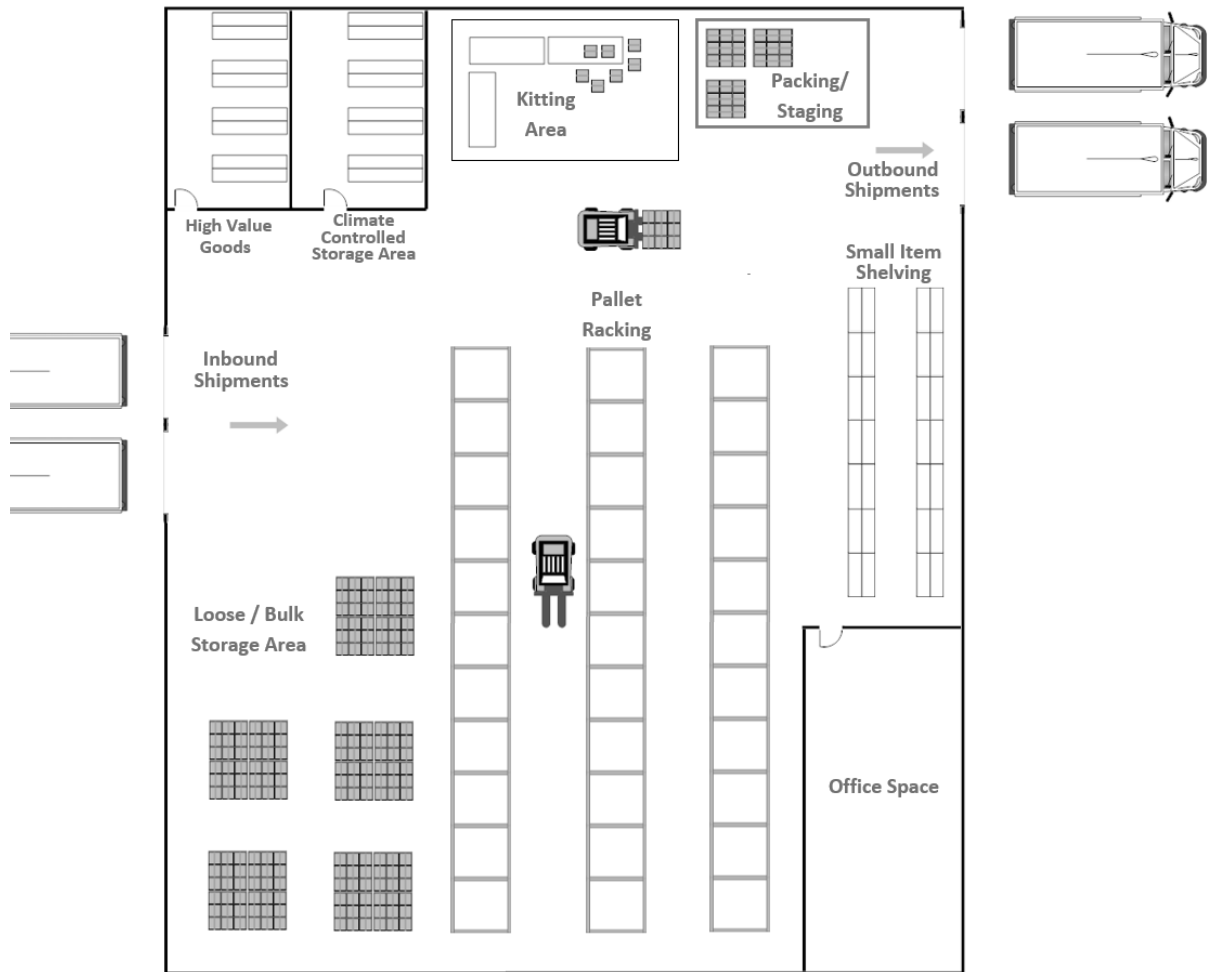 Kitting
Area
Packing/
Staging
Outbound
Shipments
High Value
Goods
Climate
Controlled
Storage Area
Small Item
Shelving
Pallet
Racking
Inbound
Shipments
Loose / Bulk
Storage Area
Office Space